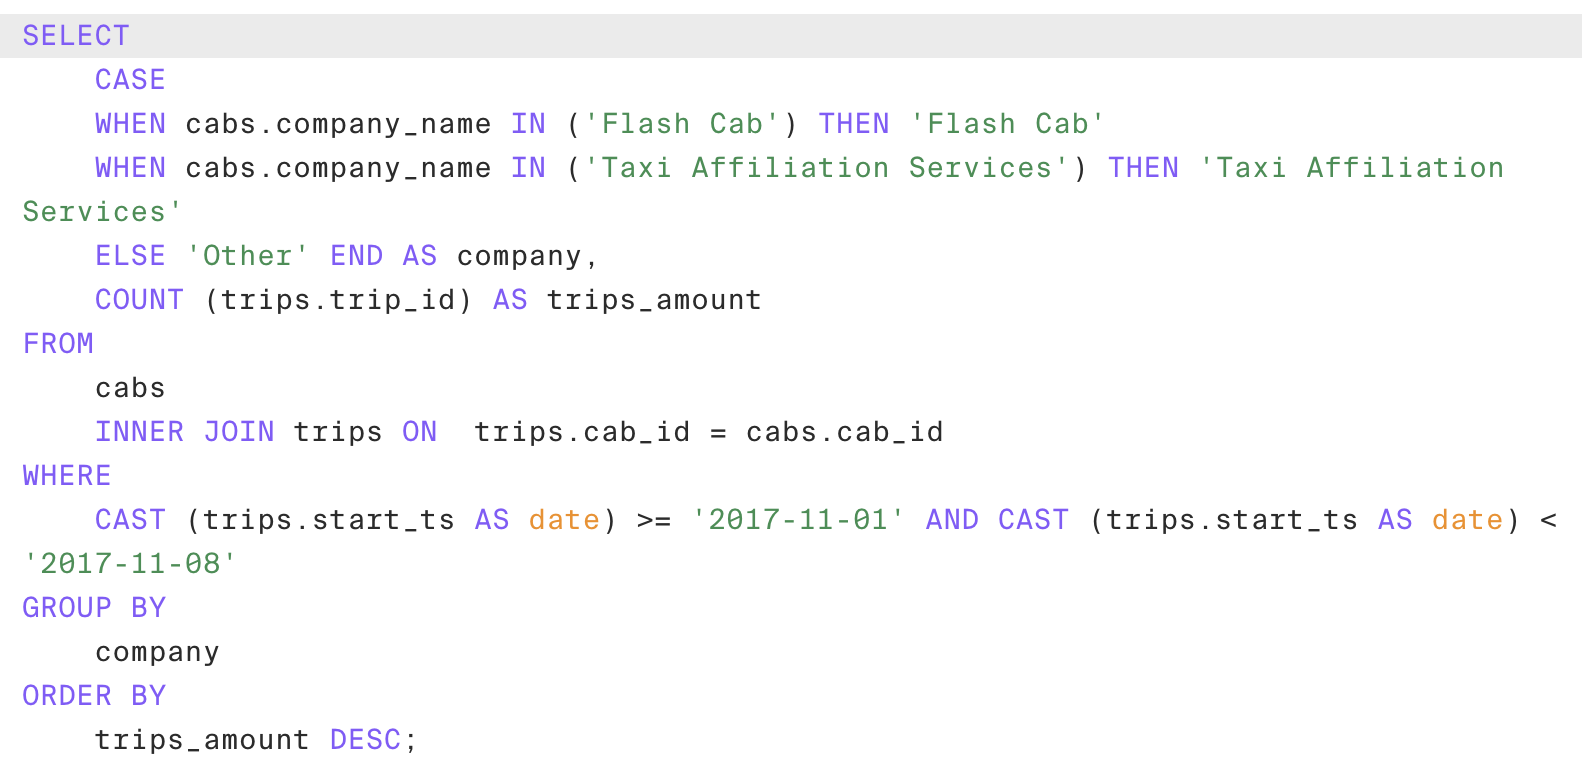 SELECT
    CASE
    WHEN cabs.company_name IN ('Flash Cab') THEN 'Flash Cab'
    WHEN cabs.company_name IN ('Taxi Affiliation Services') THEN 'Taxi Affiliation
Services'
    ELSE 'Other' END AS company,
    COUNT (trips.trip_id) AS trips_amount
FROM
    cabs
    INNER JOIN trips ON  trips.cab_id = cabs.cab_id
WHERE
    CAST (trips.start_ts AS date) >= '2017-11-01' AND CAST (trips.start_ts AS date) <
'2017-11-08'
GROUP BY
    company
ORDER BY
    trips_amount DESC;